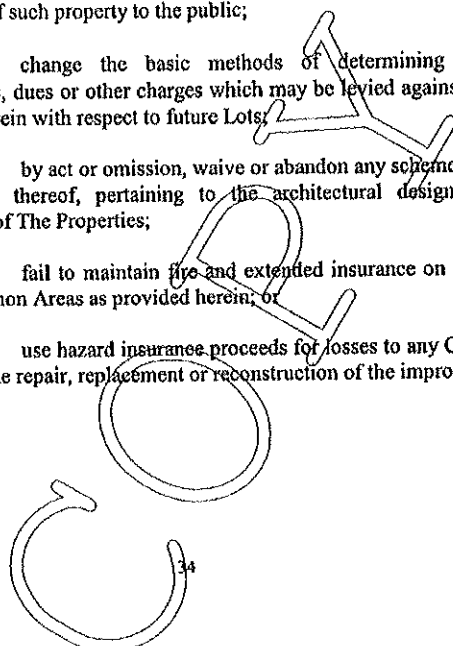 f such property to the public;
change the basic methods of determining
, dues or other charges which may be levied agains
rein with respect to future Lots;
by act or omission, waive or abandon any scheme
thereof, pertaining to the architectural design
of The Properties;
fail to maintain fire and extended insurance on
non Areas as provided herein; or
use hazard insurance proceeds for losses to any C
e repair, replacement or reconstruction of the impro
34
COPY